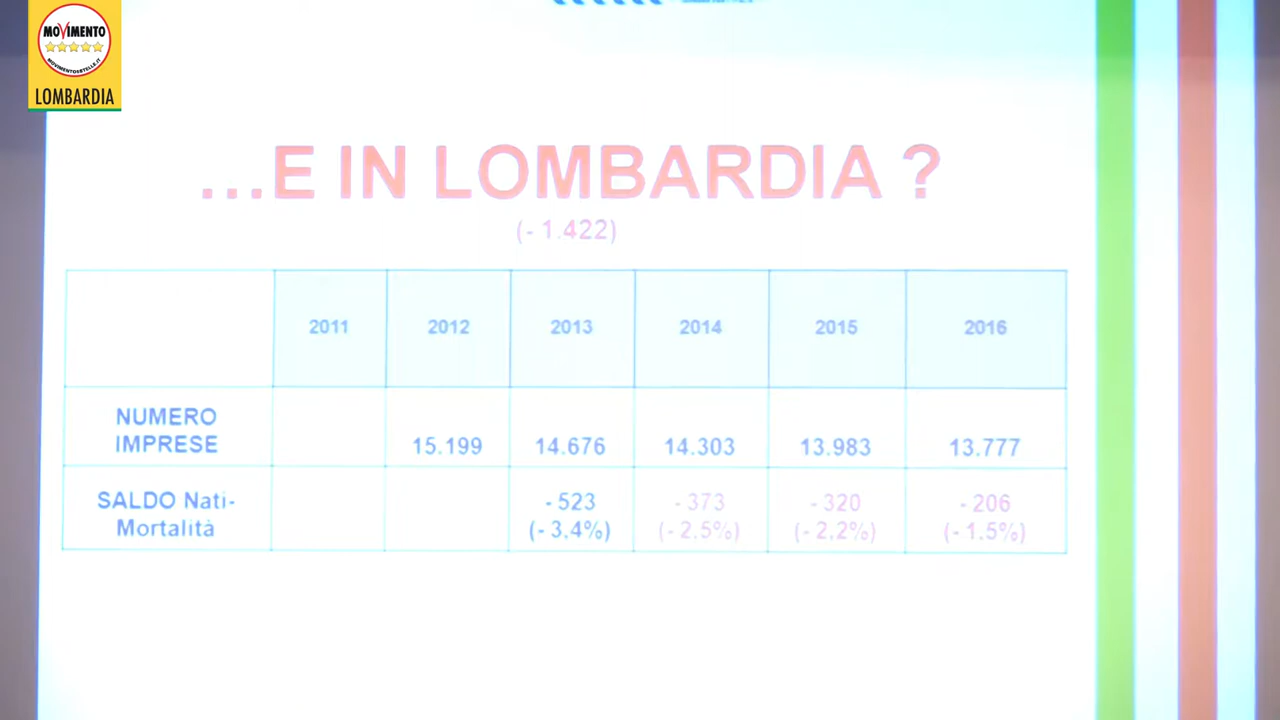 MOVIMENTO
MOVIMENTO5STELLE.IT
LOMBARDIA
...E IN LOMBARDIA ?
(- 1.422)
2011 2012 2013 2014 2015 2016
NUMERO
IMPRESE 15.199 14.676 14.303 13.983 13.777
SALDO Nati- - 523 - 373 - 320 - 206
Mortalità (- 3.4%) (- 2.5%) (- 2,2%) (- 1.5%)